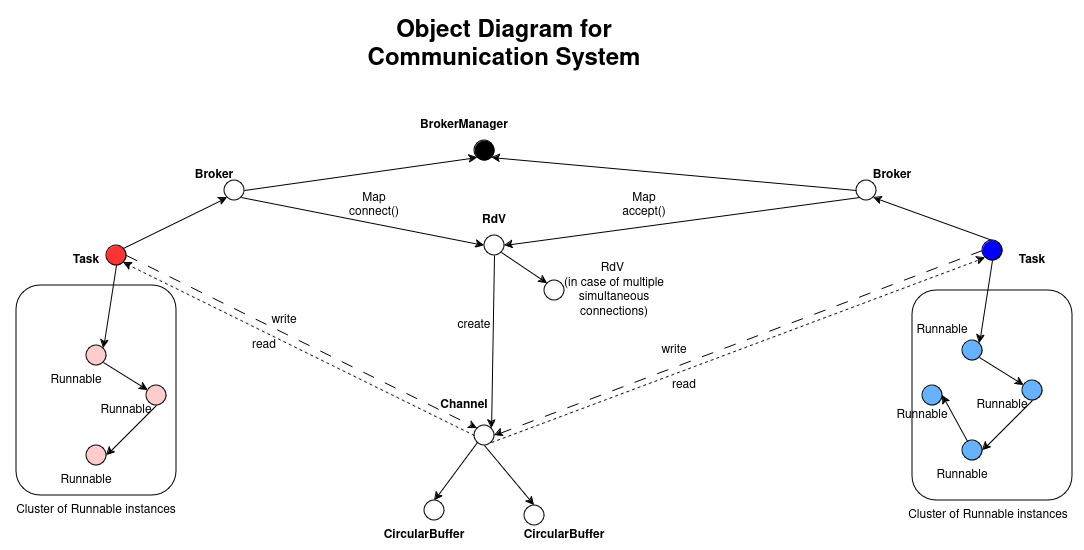 Object Diagram for
Communication System
BrokerManager
Broker
Broker
Map
connect()
Map
accept()
RdV
Task
Task
RdV
(in case of multiple
simultaneous
connections)
write
read
create
write
read
Runnable
Runnable
Runnable
Runnable
Runnable
Runnable
Runnable
Channel
Cluster of Runnable instances
Cluster of Runnable instances
CircularBuffer
CircularBuffer